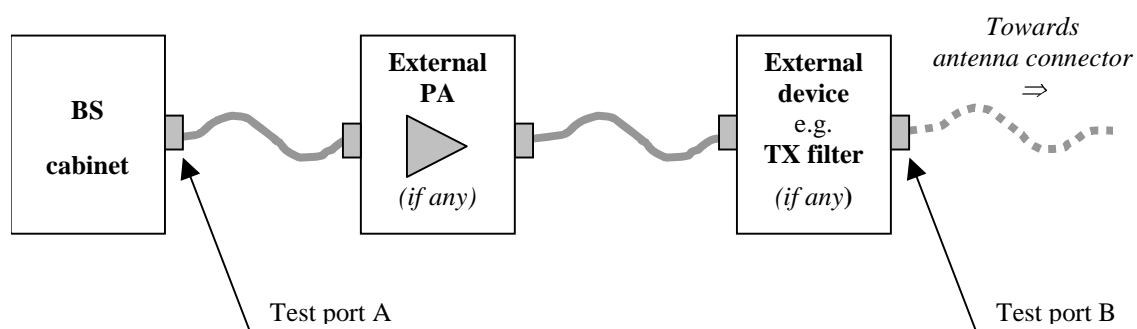 BS
cabinet
External
PA
(if any)
External
device
e.g.
TX filter
(if any)
Towards
antenna connector
⇒
Test port A
Test port B